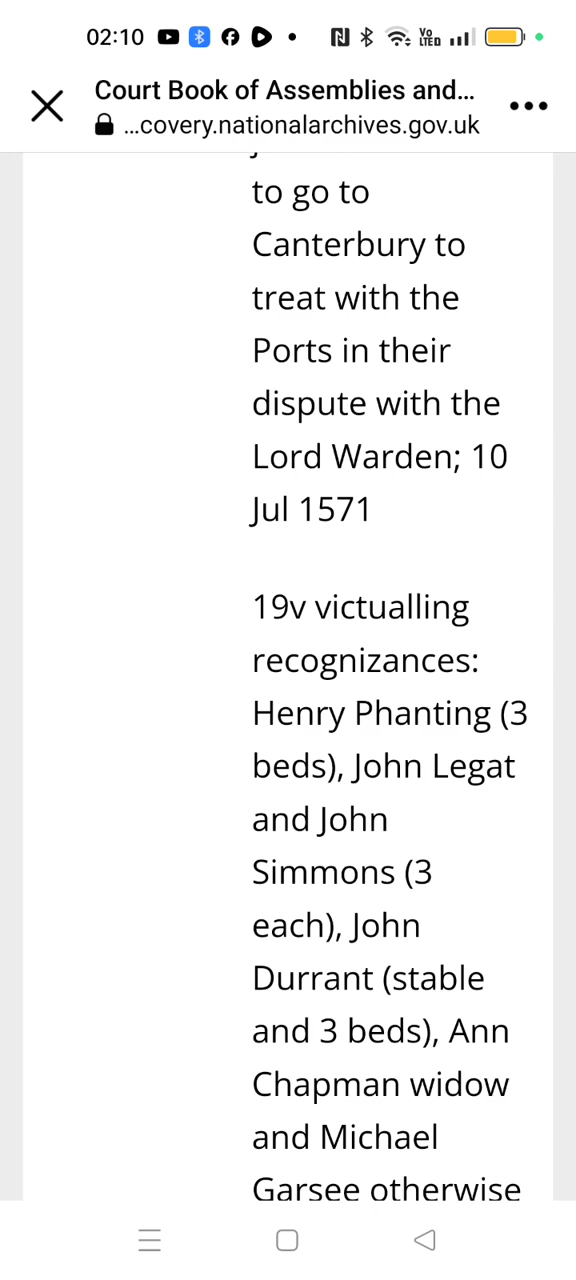 02:10
Court Book of Assemblies and...
...covery.nationalarchives.gov.uk
to go to
Canterbury to
treat with the
Ports in their
dispute with the
Lord Warden; 10
Jul 1571
19v victualling
recognizances:
Henry Phanting (3
beds), John Legat
and John
Simmons (3
each), John
Durrant (stable
and 3 beds), Ann
Chapman widow
and Michael
Garsee otherwise